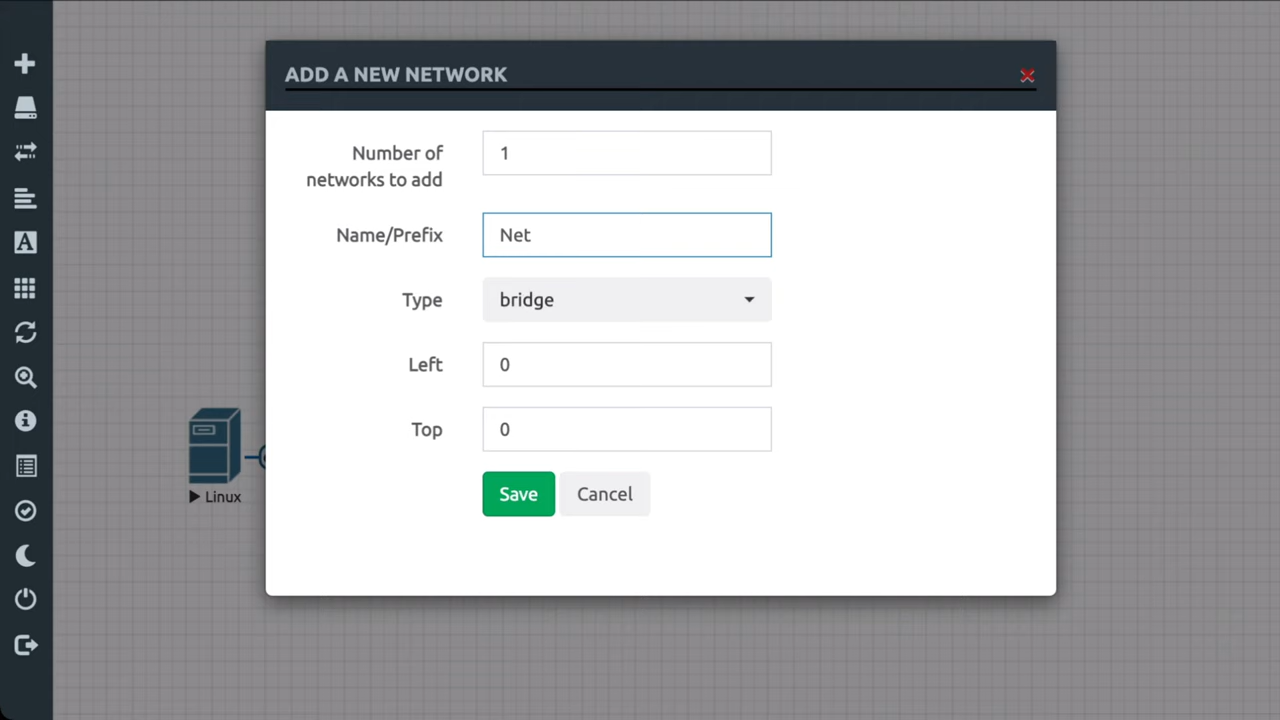 ADD A NEW NETWORK
Number of
networks to add
1
Name/Prefix
Net
Type
bridge
Left
0
Top
0
Save
Cancel
Linux